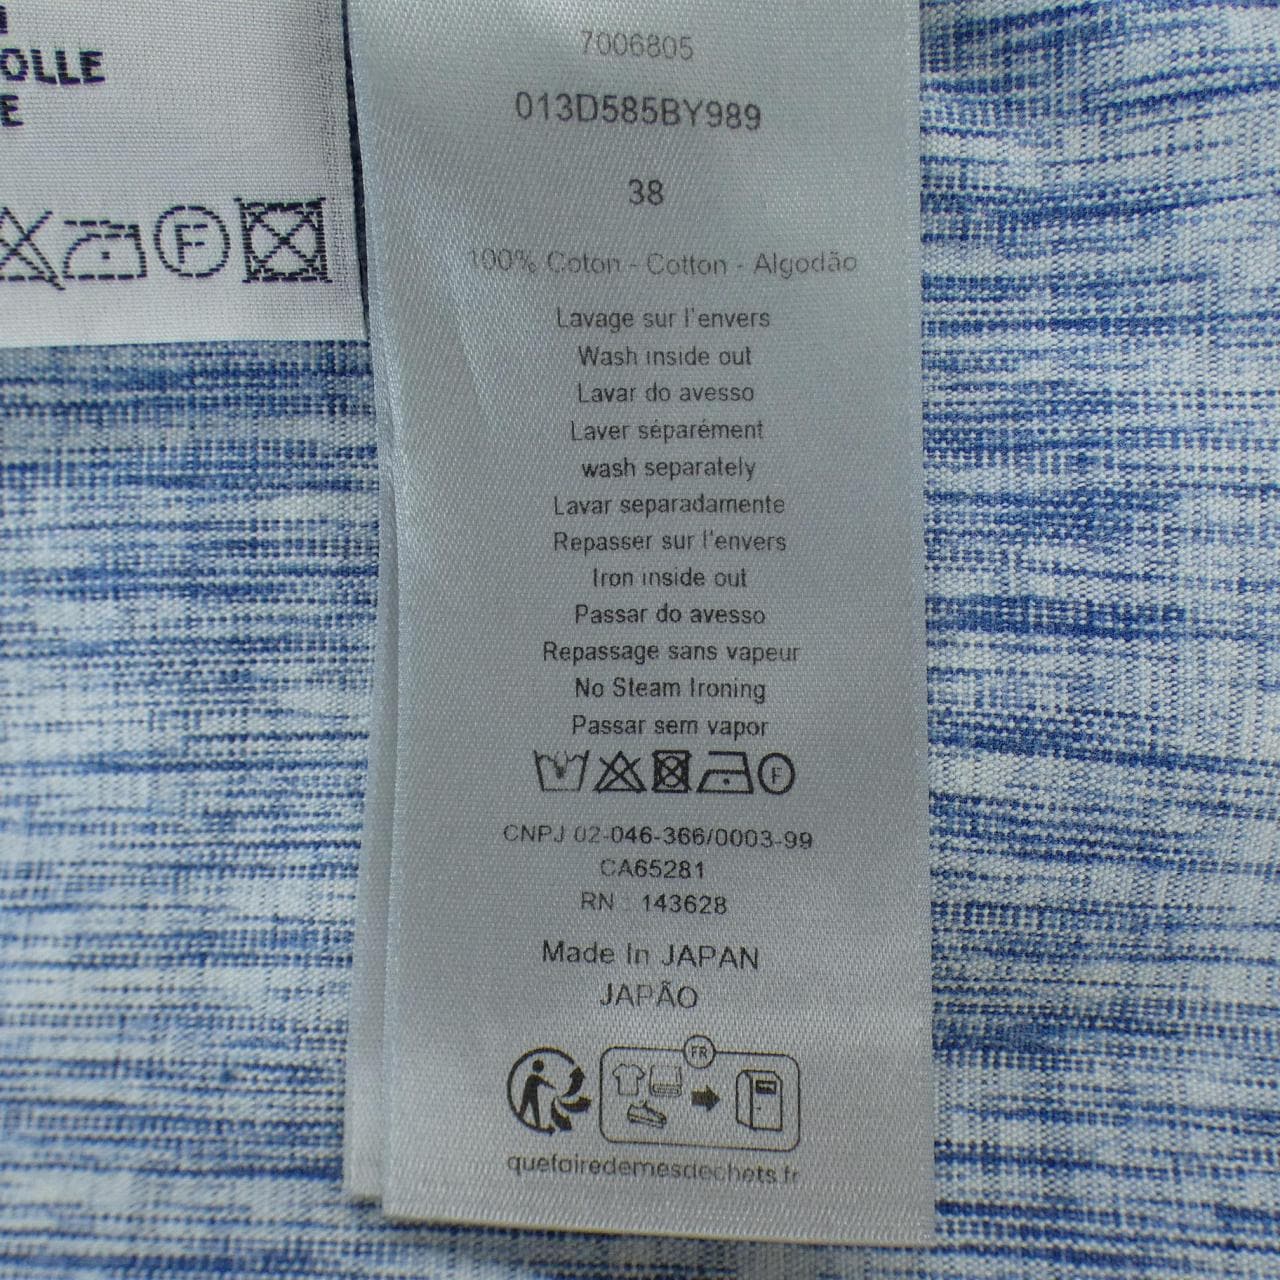 OLLE
E
F
7006805
013D585BY989
38
100% Coton - Cotton - Algodão
Lavage sur l'envers
Wash inside out
Lavar do avesso
Laver séparément
wash separately
Lavar separadamente
Repasser sur l'envers
Iron inside out
Passar do avesso
Repassage sans vapeur
No Steam Ironing
Passar sem vapor
F
CNPJ 02-046-366/0003-99
CA65281
RN : 143628
Made In JAPAN
JAPÃO
FR
quefairedemesdechets.fr